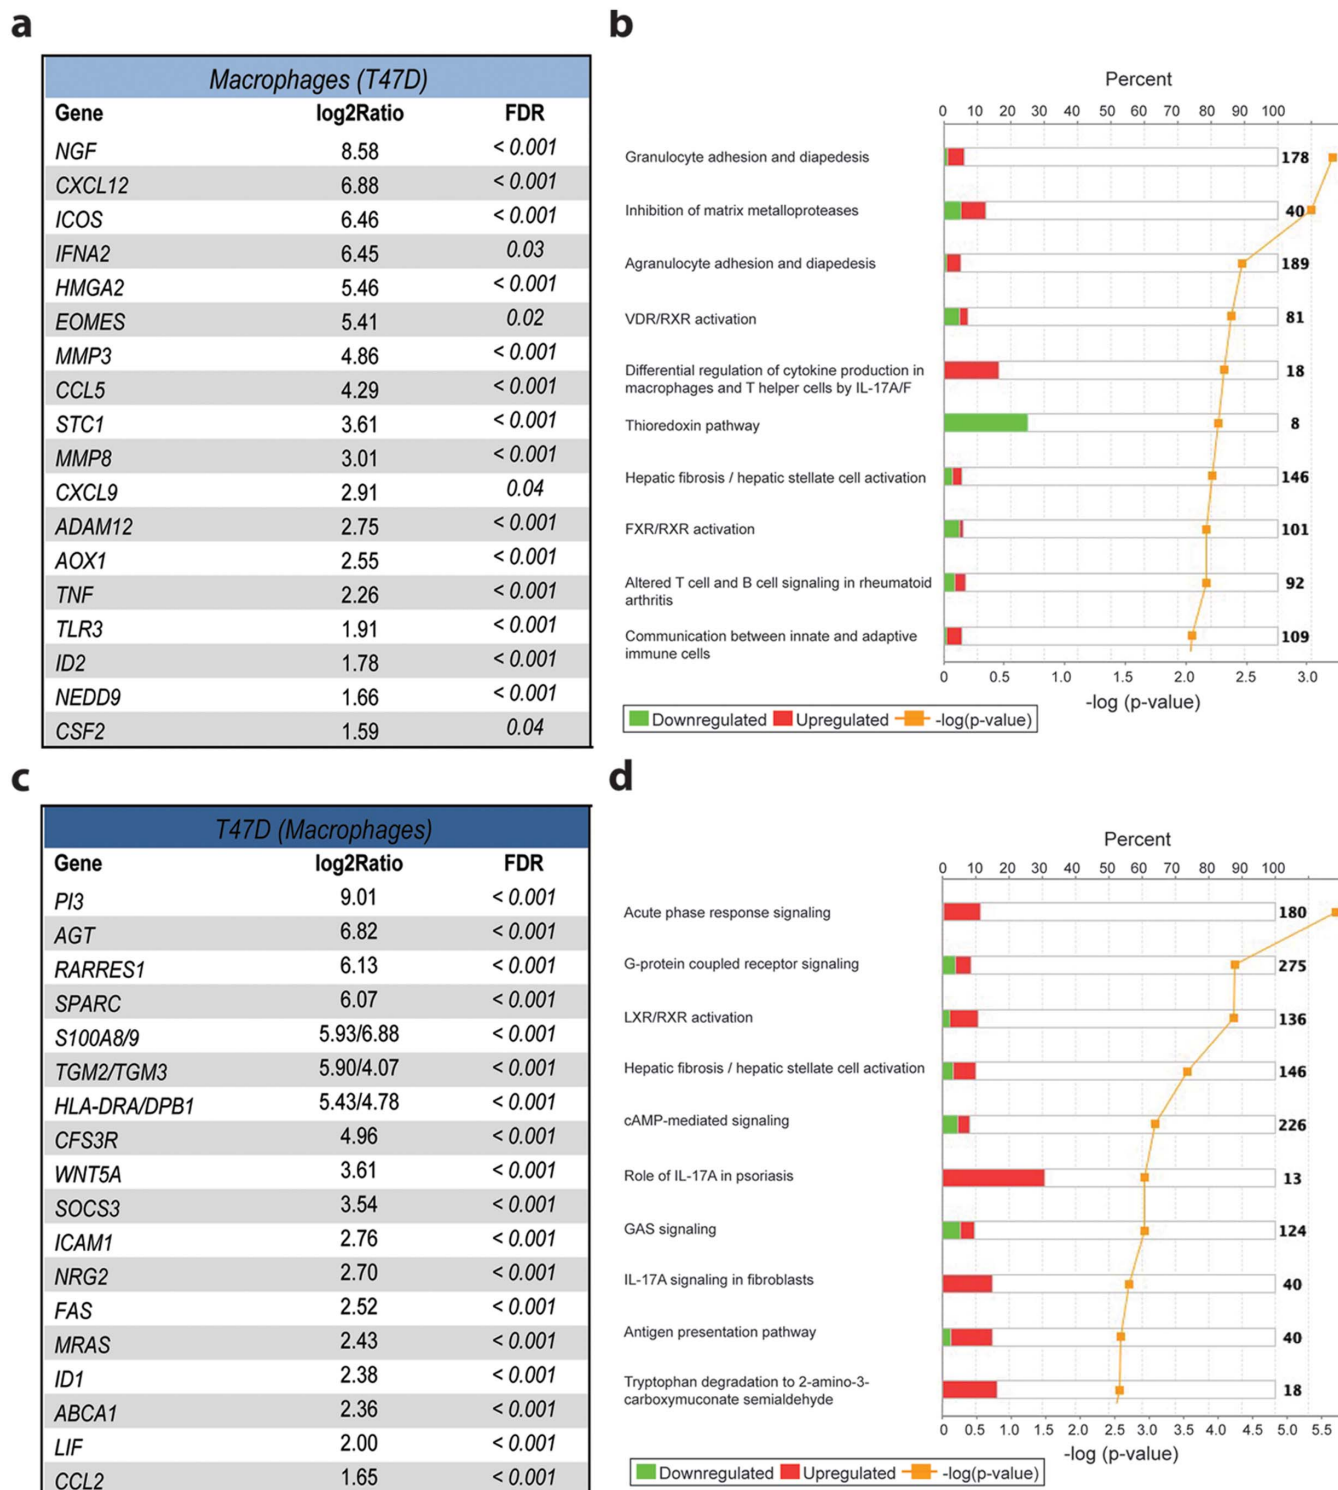 a
Macrophages (T47D)
Gene log2Ratio FDR
NGF 8.58 < 0.001
CXCL12 6.88 < 0.001
ICOS 6.46 < 0.001
IFNA2 6.45 0.03
HMGA2 5.46 < 0.001
EOMES 5.41 0.02
MMP3 4.86 < 0.001
CCL5 4.29 < 0.001
STC1 3.61 < 0.001
MMP8 3.01 < 0.001
CXCL9 2.91 0.04
ADAM12 2.75 < 0.001
AOX1 2.55 < 0.001
TNF 2.26 < 0.001
TLR3 1.91 < 0.001
ID2 1.78 < 0.001
NEDD9 1.66 < 0.001
CSF2 1.59 0.04
b
Percent
0 10 20 30 40 50 60 70 80 90 100
Granulocyte adhesion and diapedesis 178
Inhibition of matrix metalloproteases 40
Agranulocyte adhesion and diapedesis 189
VDR/RXR activation 81
Differential regulation of cytokine production in
macrophages and T helper cells by IL-17A/F 18
Thioredoxin pathway 8
Hepatic fibrosis / hepatic stellate cell activation 146
FXR/RXR activation 101
Altered T cell and B cell signaling in rheumatoid
arthritis 92
Communication between innate and adaptive
immune cells 109
0 0.5 1.0 1.5 2.0 2.5 3.0
-log (p-value)
Downregulated Upregulated -log(p-value)
c
T47D (Macrophages)
Gene log2Ratio FDR
PI3 9.01 < 0.001
AGT 6.82 < 0.001
RARRES1 6.13 < 0.001
SPARC 6.07 < 0.001
S100A8/9 5.93/6.88 < 0.001
TGM2/TGM3 5.90/4.07 < 0.001
HLA-DRA/DPB1 5.43/4.78 < 0.001
CFS3R 4.96 < 0.001
WNT5A 3.61 < 0.001
SOCS3 3.54 < 0.001
ICAM1 2.76 < 0.001
NRG2 2.70 < 0.001
FAS 2.52 < 0.001
MRAS 2.43 < 0.001
ID1 2.38 < 0.001
ABCA1 2.36 < 0.001
LIF 2.00 < 0.001
CCL2 1.65 < 0.001
d
Percent
0 10 20 30 40 50 60 70 80 90 100
Acute phase response signaling 180
G-protein coupled receptor signaling 275
LXR/RXR activation 136
Hepatic fibrosis / hepatic stellate cell activation 146
cAMP-mediated signaling 226
Role of IL-17A in psoriasis 13
GAS signaling 124
IL-17A signaling in fibroblasts 40
Antigen presentation pathway 40
Tryptophan degradation to 2-amino-3-
carboxymuconate semialdehyde 18
0 0.5 1.0 1.5 2.0 2.5 3.0 3.5 4.0 4.5 5.0 5.5
-log (p-value)
Downregulated Upregulated -log(p-value)